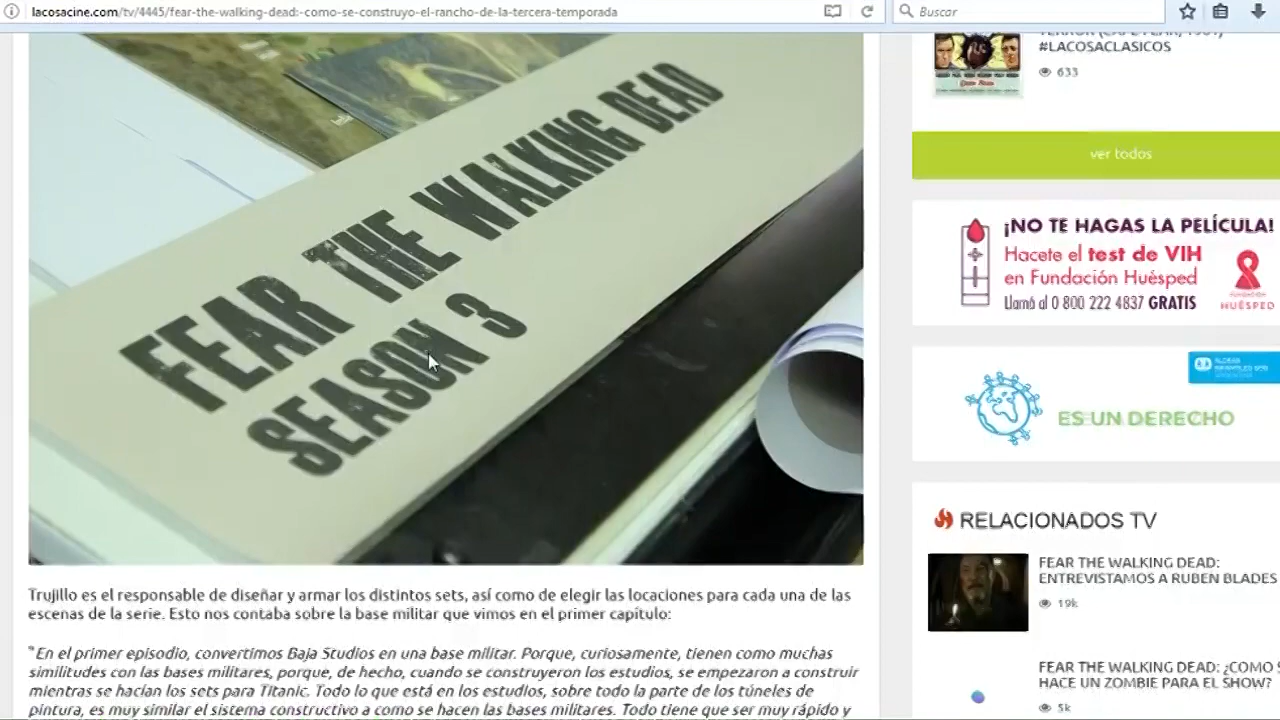 lacosacine.com/tv/4445/fear-the-walking-dead:-como-se-construyo-el-rancho-de-la-tercera-temporada
Buscar
FEAR THE WALKING DEAD
SEASON 3
Trujillo es el responsable de diseñar y armar los distintos sets, así como de elegir las locaciones para cada una de las
escenas de la serie. Esto nos contaba sobre la base militar que vimos en el primer capítulo:
"En el primer episodio, convertimos Baja Studios en una base militar. Porque, curiosamente, tienen como muchas
similitudes con las bases militares, porque, de hecho, cuando se construyeron los estudios, se empezaron a construir
mientras se hacían los sets para Titanic. Todo lo que está en los estudios, sobre todo la parte de los túneles de
pintura, es muy similar el sistema constructivo a como se hacen las bases militares. Todo tiene que ser muy rápido y
TERROR (CAPE FEAR, 1961)
#LACOSACLASICOS
633
ver todos
¡NO TE HAGAS LA PELÍCULA!
Hacete el test de VIH
en Fundación Huésped
Llamá al 0 800 222 4837 GRATIS
HUÉSPED
ES UN DERECHO
RELACIONADOS TV
FEAR THE WALKING DEAD:
ENTREVISTAMOS A RUBEN BLADES
19k
FEAR THE WALKING DEAD: ¿COMO S
HACE UN ZOMBIE PARA EL SHOW?
5k